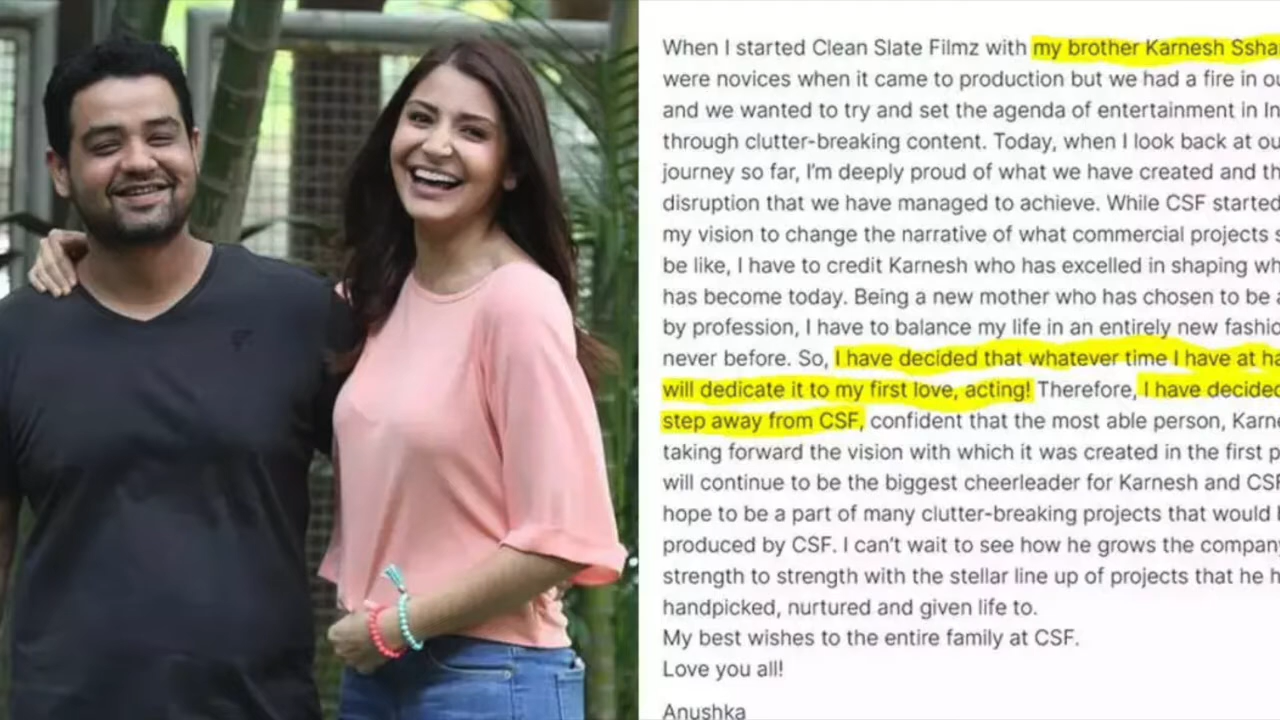 When I started Clean Slate Filmz with my brother Karnesh Ssha
were novices when it came to production but we had a fire in ou
and we wanted to try and set the agenda of entertainment in In
through clutter-breaking content. Today, when I look back at ou
journey so far, I'm deeply proud of what we have created and th
disruption that we have managed to achieve. While CSF started
my vision to change the narrative of what commercial projects s
be like, I have to credit Karnesh who has excelled in shaping wh
has become today. Being a new mother who has chosen to be a
by profession, I have to balance my life in an entirely new fashio
never before. So, I have decided that whatever time I have at ha
will dedicate it to my first love, acting! Therefore, I have decided
step away from CSF, confident that the most able person, Karne
taking forward the vision with which it was created in the first p
will continue to be the biggest cheerleader for Karnesh and CSF
hope to be a part of many clutter-breaking projects that would b
produced by CSF. I can't wait to see how he grows the company
strength to strength with the stellar line up of projects that he h
handpicked, nurtured and given life to.
My best wishes to the entire family at CSF.
Love you all!
Anushka